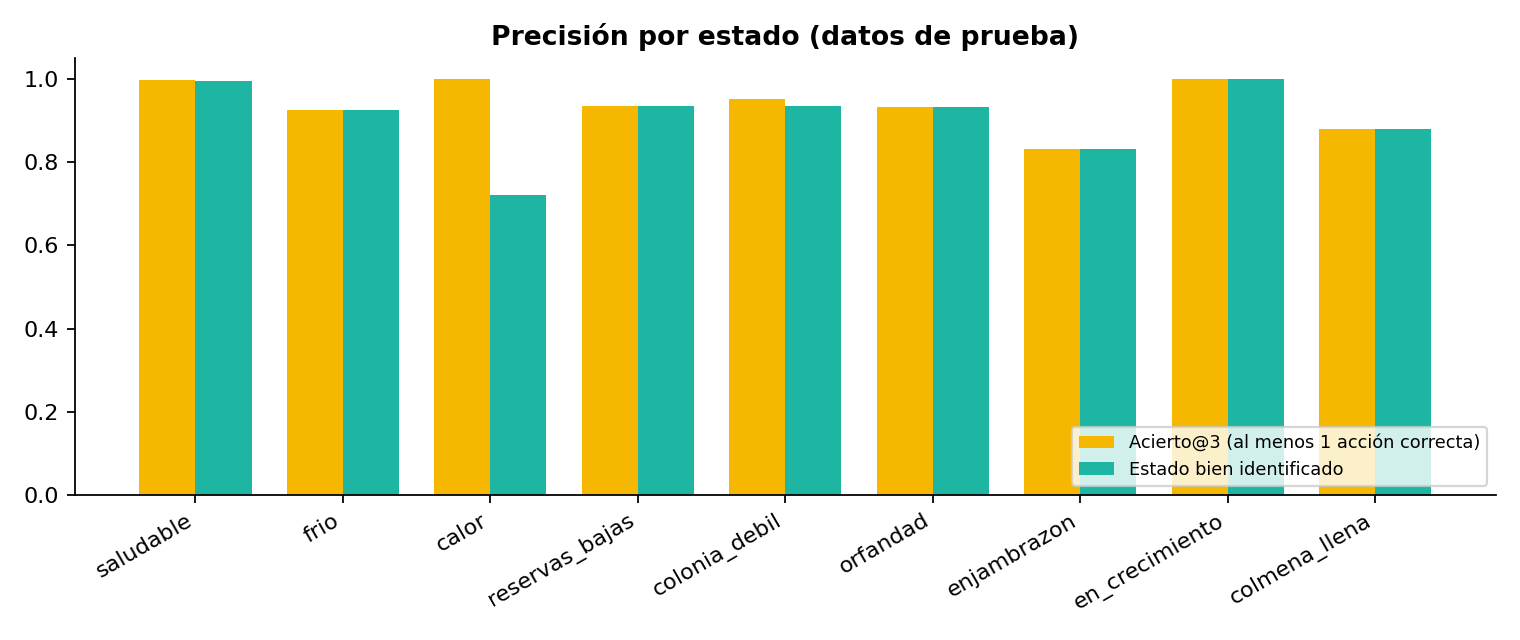 Precisión por estado (datos de prueba)
1.0
0.8
0.6
0.4
0.2
0.0
Acierto@3 (al menos 1 acción correcta)
Estado bien identificado
saludable
frio
calor
reservas_bajas
colonia_debil
orfandad
enjambrazon
en_crecimiento
colmena_llena